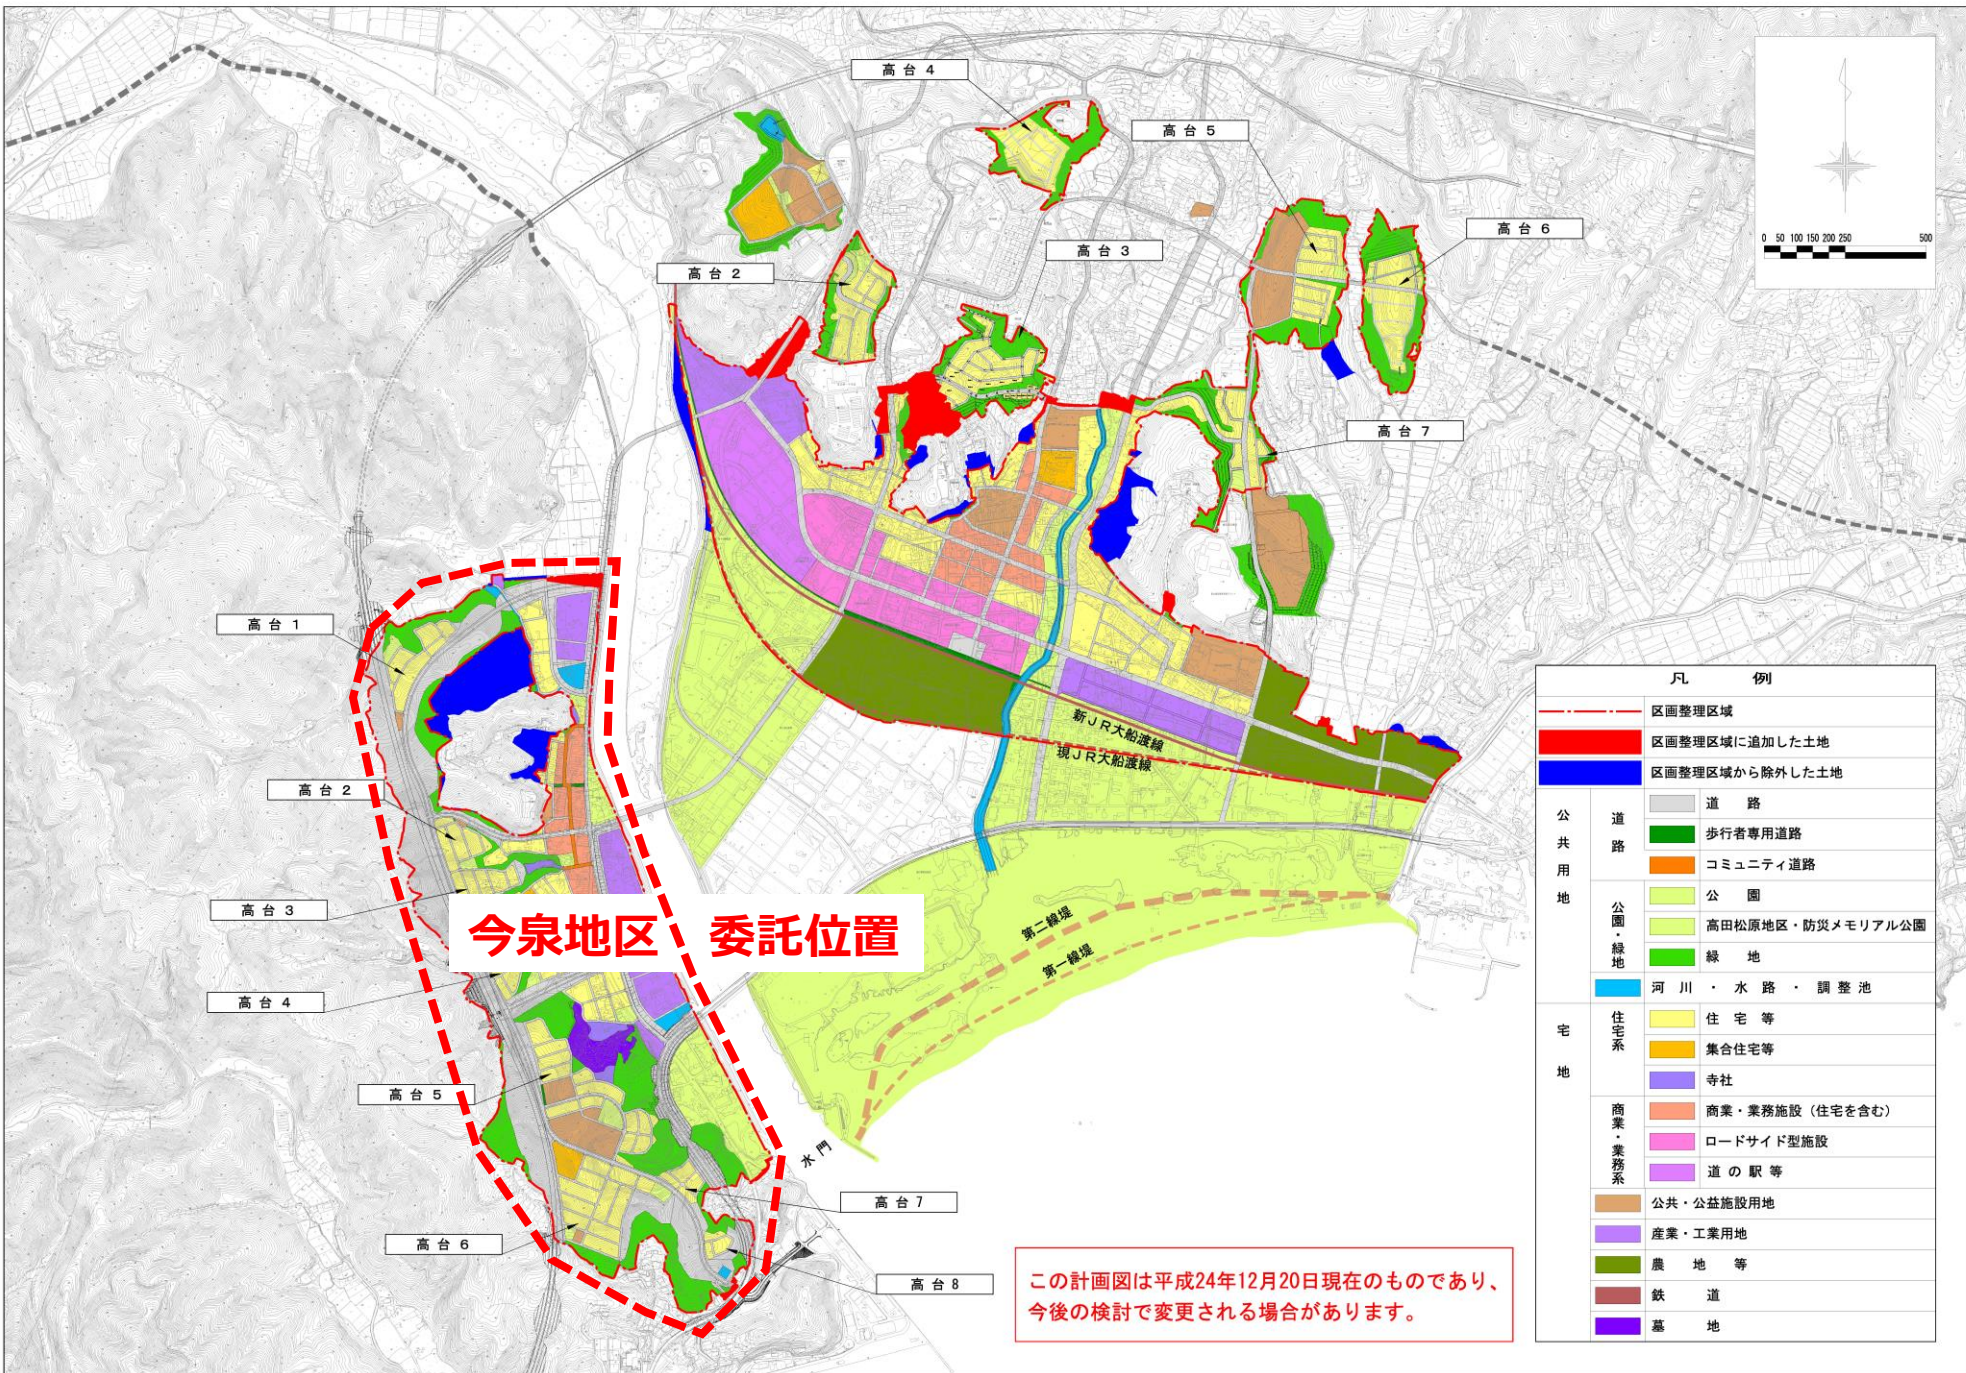 高台4
高台5
高台6
高台3
高台2
高台7
0 50 100 150 200 250 500
高台1
高台2
高台3
今泉地区 委託位置
高台4
高台5
高台6
高台7
高台8
新JR大船渡線
現JR大船渡線
第二線堤
第一線堤
水門
この計画図は平成24年12月20日現在のものであり、
今後の検討で変更される場合があります。
凡例
区画整理区域
区画整理区域に追加した土地
区画整理区域から除外した土地
公共用地
道路
道路
歩行者専用道路
コミュニティ道路
公園・緑地
公園
高田松原地区・防災メモリアル公園
緑地
河川・水路・調整池
宅地
住宅系
住宅等
集合住宅等
寺社
商業・業務系
商業・業務施設（住宅を含む）
ロードサイド型施設
道の駅等
公共・公益施設用地
産業・工業用地
農地等
鉄道
墓地